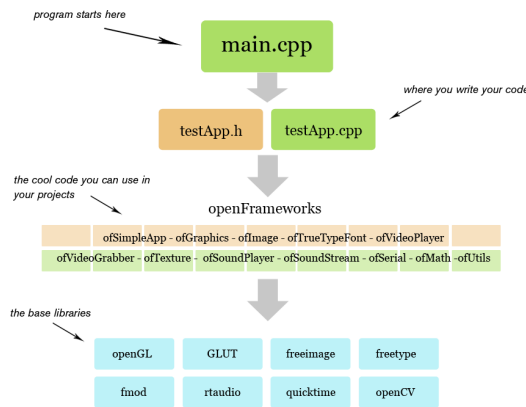 program starts here
main.cpp
where you write your code
testApp.h
testApp.cpp
the cool code you can use in
your projects
openFrameworks
ofSimpleApp - ofGraphics - ofImage - ofTrueTypeFont - ofVideoPlayer
ofVideoGrabber - ofTexture - ofSoundPlayer - ofSoundStream - ofSerial - ofMath -ofUtils
the base libraries
openGL
GLUT
freeimage
freetype
fmod
rtaudio
quicktime
openCV